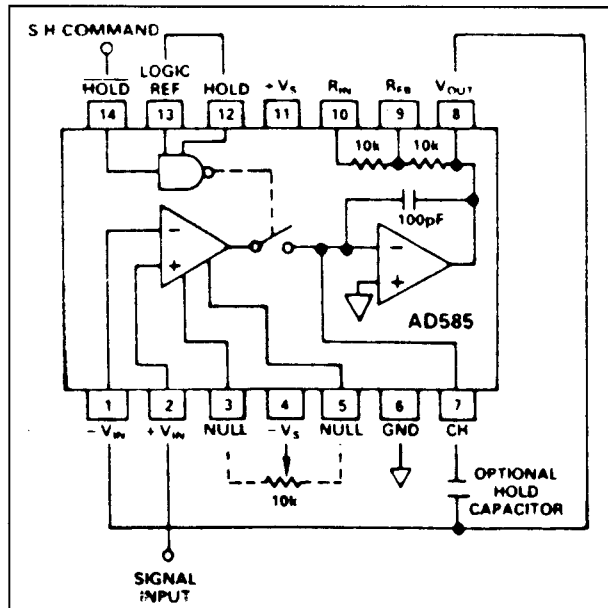 S H COMMAND
HOLD
LOGIC REF
HOLD
+ VS
RIN
RFB
VOUT
14
13
12
11
10
9
8
10k
10k
100pF
−
+
−
+
AD585
1
2
3
4
5
6
7
− VIN
+ VIN
NULL
− VS
NULL
GND
CH
10k
OPTIONAL
HOLD
CAPACITOR
SIGNAL
INPUT